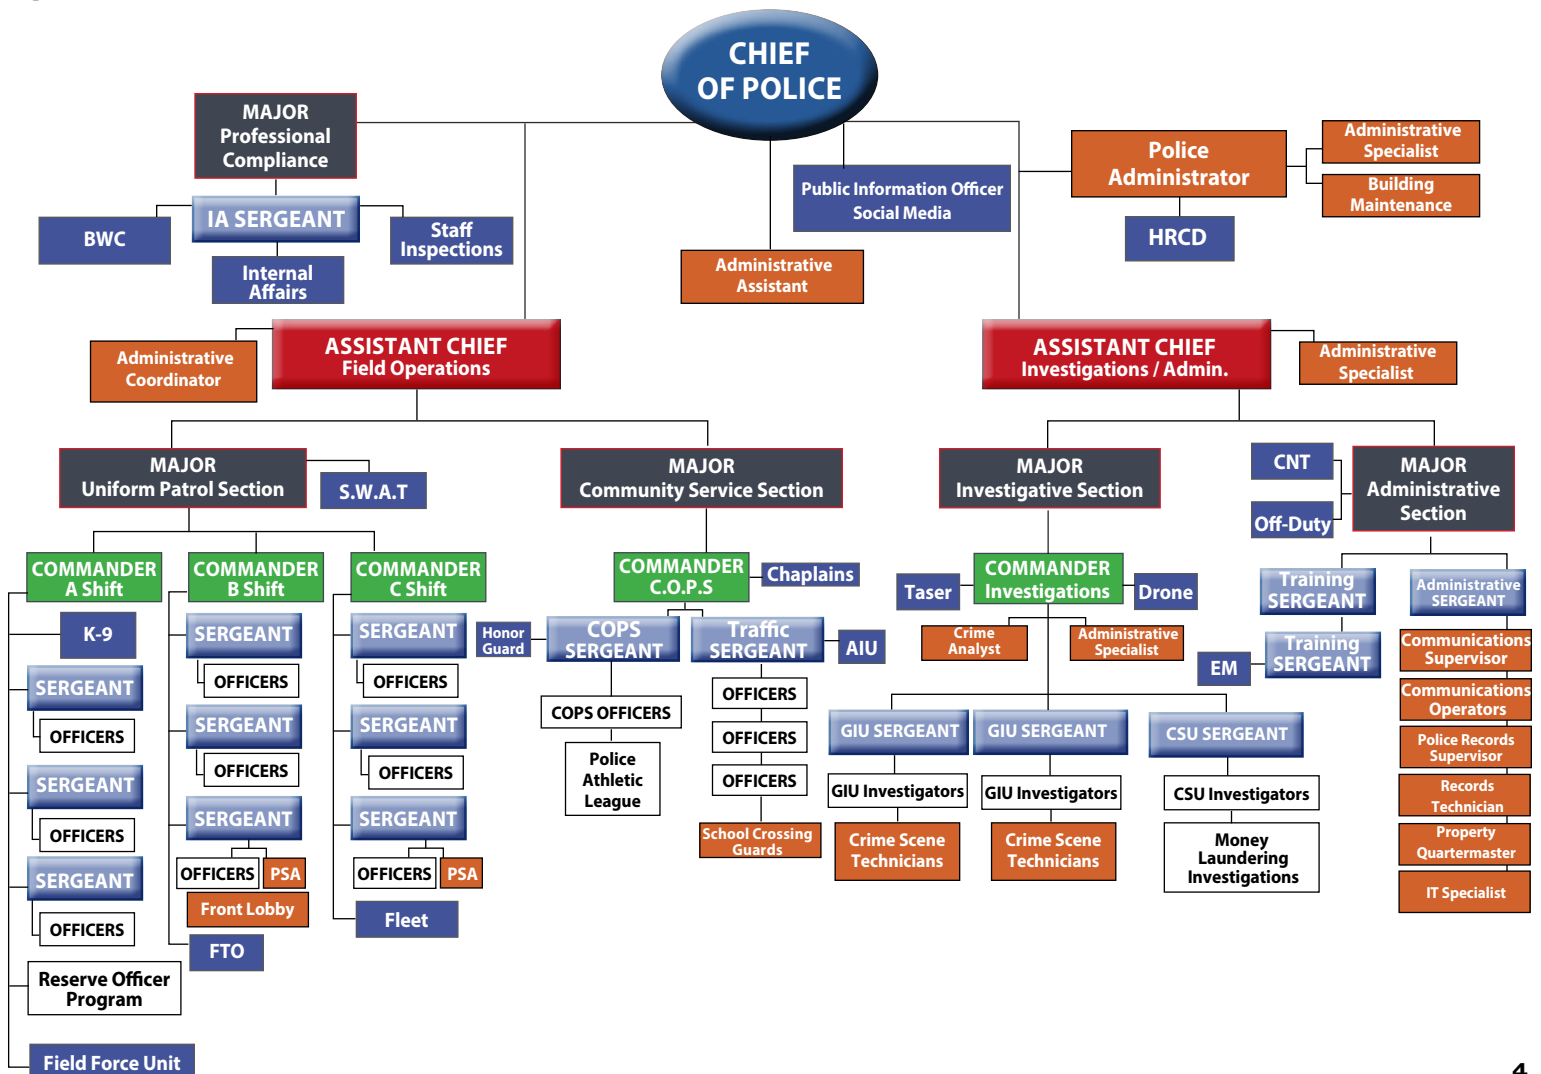 CHIEF
OF POLICE
MAJOR
Professional
Compliance
IA SERGEANT
BWC
Staff
Inspections
Internal
Affairs
Public Information Officer
Social Media
Administrative
Assistant
Police
Administrator
Administrative
Specialist
Building
Maintenance
HRCD
ASSISTANT CHIEF
Field Operations
Administrative
Coordinator
ASSISTANT CHIEF
Investigations / Admin.
Administrative
Specialist
MAJOR
Uniform Patrol Section
S.W.A.T
MAJOR
Community Service Section
MAJOR
Investigative Section
CNT
Off-Duty
MAJOR
Administrative
Section
COMMANDER
A Shift
K-9
SERGEANT
OFFICERS
SERGEANT
OFFICERS
SERGEANT
OFFICERS
Reserve Officer
Program
Field Force Unit
COMMANDER
B Shift
SERGEANT
OFFICERS
SERGEANT
OFFICERS
SERGEANT
OFFICERS
PSA
Front Lobby
FTO
COMMANDER
C Shift
SERGEANT
OFFICERS
SERGEANT
OFFICERS
SERGEANT
OFFICERS
PSA
Fleet
COMMANDER
C.O.P.S
Chaplains
Honor
Guard
COPS
SERGEANT
COPS OFFICERS
Police
Athletic
League
Traffic
SERGEANT
AIU
OFFICERS
OFFICERS
OFFICERS
School Crossing
Guards
COMMANDER
Investigations
Taser
Drone
Crime
Analyst
Administrative
Specialist
GIU SERGEANT
GIU Investigators
Crime Scene
Technicians
GIU SERGEANT
GIU Investigators
Crime Scene
Technicians
CSU SERGEANT
CSU Investigators
Money
Laundering
Investigations
Training
SERGEANT
Training
SERGEANT
EM
Administrative
SERGEANT
Communications
Supervisor
Communications
Operators
Police Records
Supervisor
Records
Technician
Property
Quartermaster
IT Specialist
4